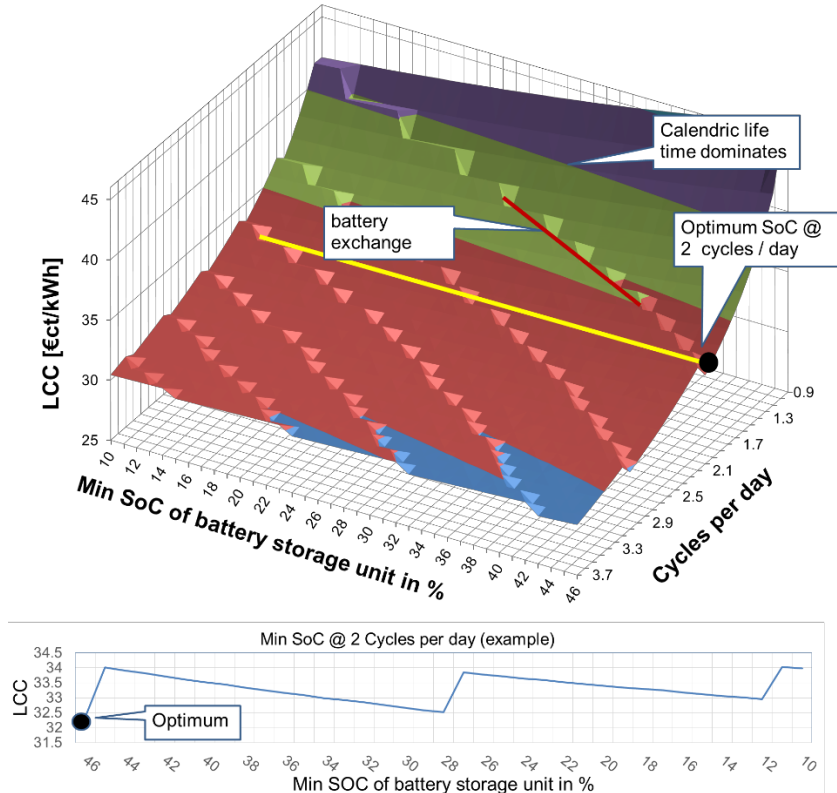 Calendric life
time dominates
battery
exchange
Optimum SoC @
2 cycles / day
LCC [€ct/kWh]
45
40
35
30
25
10
12
14
16
18
20
22
24
26
28
30
32
34
36
38
40
42
44
46
Min SoC of battery storage unit in %
0.9
1.3
1.7
2.1
2.5
2.9
3.3
3.7
Cycles per day
Min SoC @ 2 Cycles per day (example)
LCC
34.5
34
33.5
33
32.5
32
31.5
Optimum
46 44 42 40 38 36 34 32 30 28 26 24 22 20 18 16 14 12 10
Min SOC of battery storage unit in %